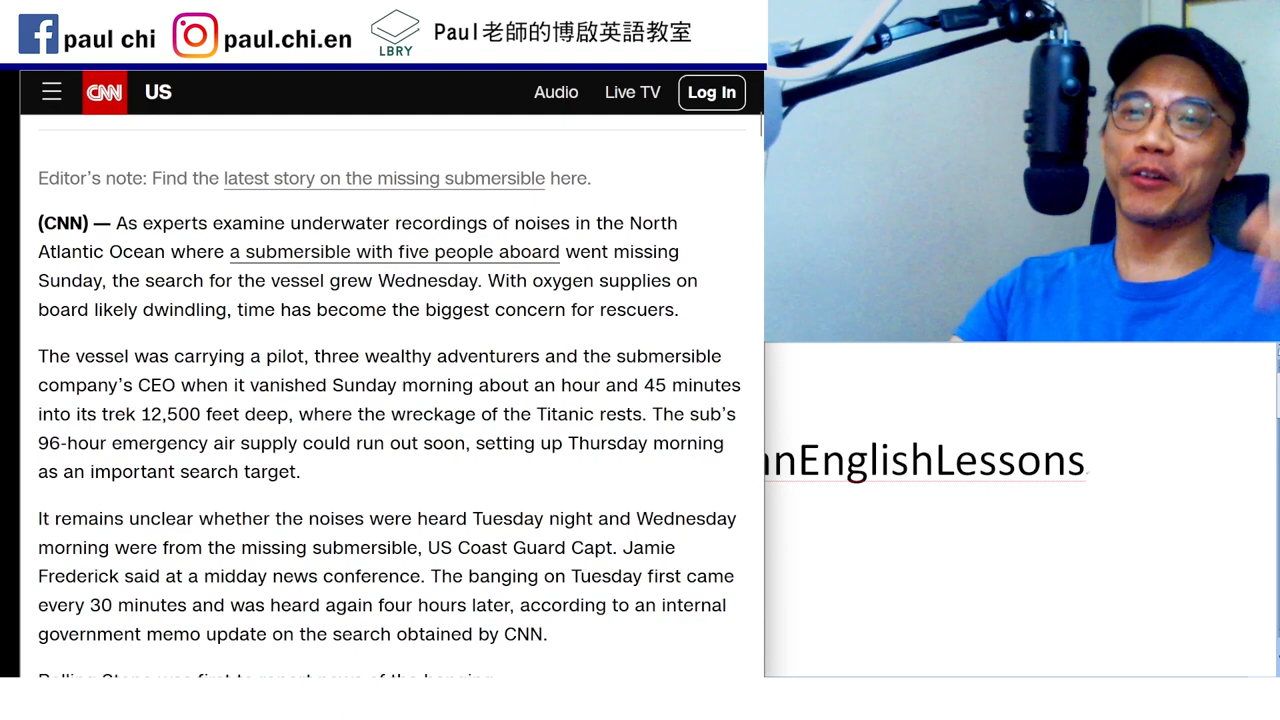 paul chi
paul.chi.en
LBRY
Paul老師的博啟英語教室
CNN
US
Audio
Live TV
Log In
Editor’s note: Find the latest story on the missing submersible here.
(CNN) — As experts examine underwater recordings of noises in the North
Atlantic Ocean where a submersible with five people aboard went missing
Sunday, the search for the vessel grew Wednesday. With oxygen supplies on
board likely dwindling, time has become the biggest concern for rescuers.
The vessel was carrying a pilot, three wealthy adventurers and the submersible
company’s CEO when it vanished Sunday morning about an hour and 45 minutes
into its trek 12,500 feet deep, where the wreckage of the Titanic rests. The sub’s
96-hour emergency air supply could run out soon, setting up Thursday morning
as an important search target.
It remains unclear whether the noises were heard Tuesday night and Wednesday
morning were from the missing submersible, US Coast Guard Capt. Jamie
Frederick said at a midday news conference. The banging on Tuesday first came
every 30 minutes and was heard again four hours later, according to an internal
government memo update on the search obtained by CNN.
nEnglishLessons